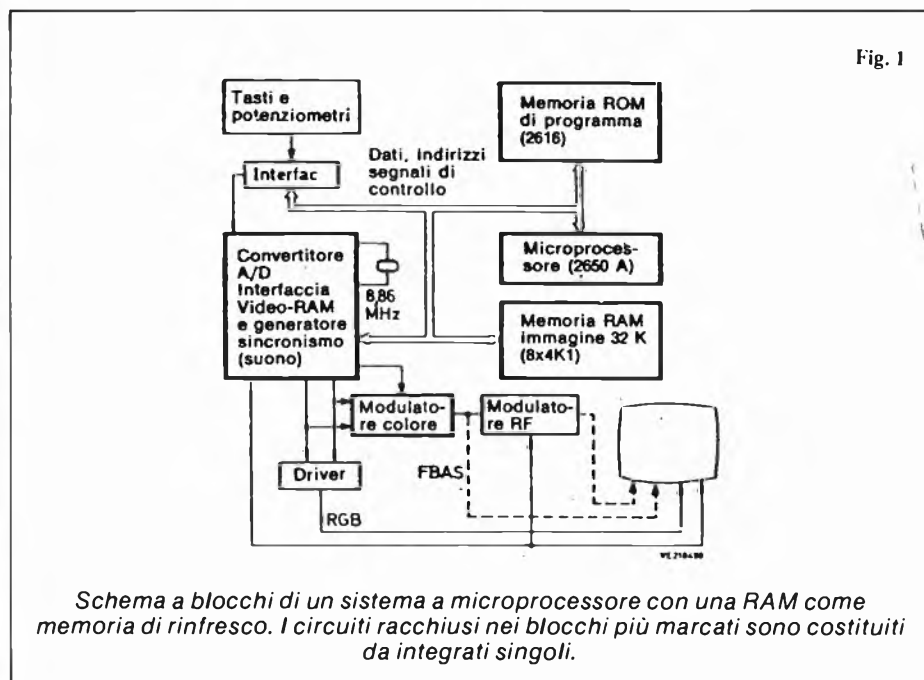 Fig. 1
Tasti e
potenziometri
Memoria ROM
di programma
(2616)
Dati, indirizzi
segnali di
controllo
Interfac
Microproces-
sore (2650 A)
Convertitore
A/D
Interfaccia
Video-RAM
e generatore
sincronismo
(suono)
8,86
MHz
Memoria RAM
immagine 32 K
(8x4K1)
Modulato-
re colore
Modulato-
re RF
Driver
FBAS
RGB
Schema a blocchi di un sistema a microprocessore con una RAM come
memoria di rinfresco. I circuiti racchiusi nei blocchi più marcati sono costituiti
da integrati singoli.